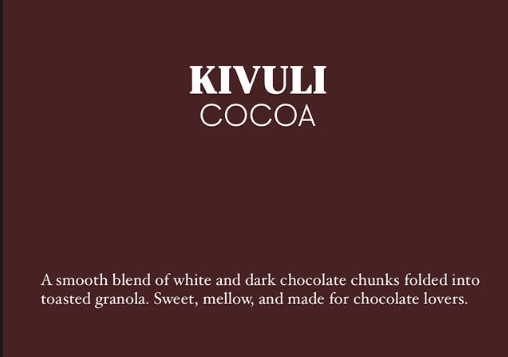 KIVULI
COCOA
A smooth blend of white and dark chocolate chunks folded into
toasted granola. Sweet, mellow, and made for chocolate lovers.